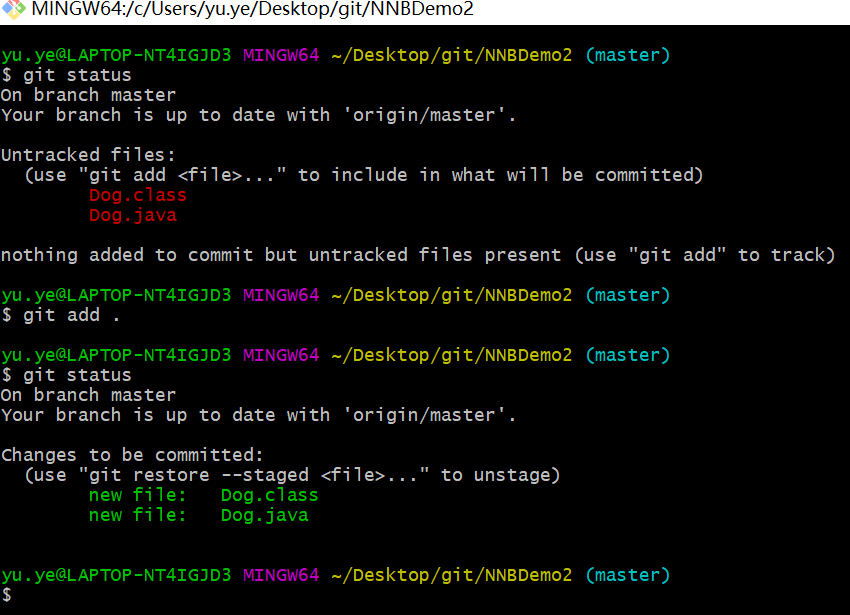 MINGW64:/c/Users/yu.ye/Desktop/git/NNBDemo2
yu.ye@LAPTOP-NT4IGJD3 MINGW64 ~/Desktop/git/NNBDemo2 (master)
$ git status
On branch master
Your branch is up to date with 'origin/master'.
Untracked files:
  (use "git add <file>..." to include in what will be committed)
        Dog.class
        Dog.java
nothing added to commit but untracked files present (use "git add" to track)
yu.ye@LAPTOP-NT4IGJD3 MINGW64 ~/Desktop/git/NNBDemo2 (master)
$ git add .
yu.ye@LAPTOP-NT4IGJD3 MINGW64 ~/Desktop/git/NNBDemo2 (master)
$ git status
On branch master
Your branch is up to date with 'origin/master'.
Changes to be committed:
  (use "git restore --staged <file>..." to unstage)
        new file:   Dog.class
        new file:   Dog.java
yu.ye@LAPTOP-NT4IGJD3 MINGW64 ~/Desktop/git/NNBDemo2 (master)
$